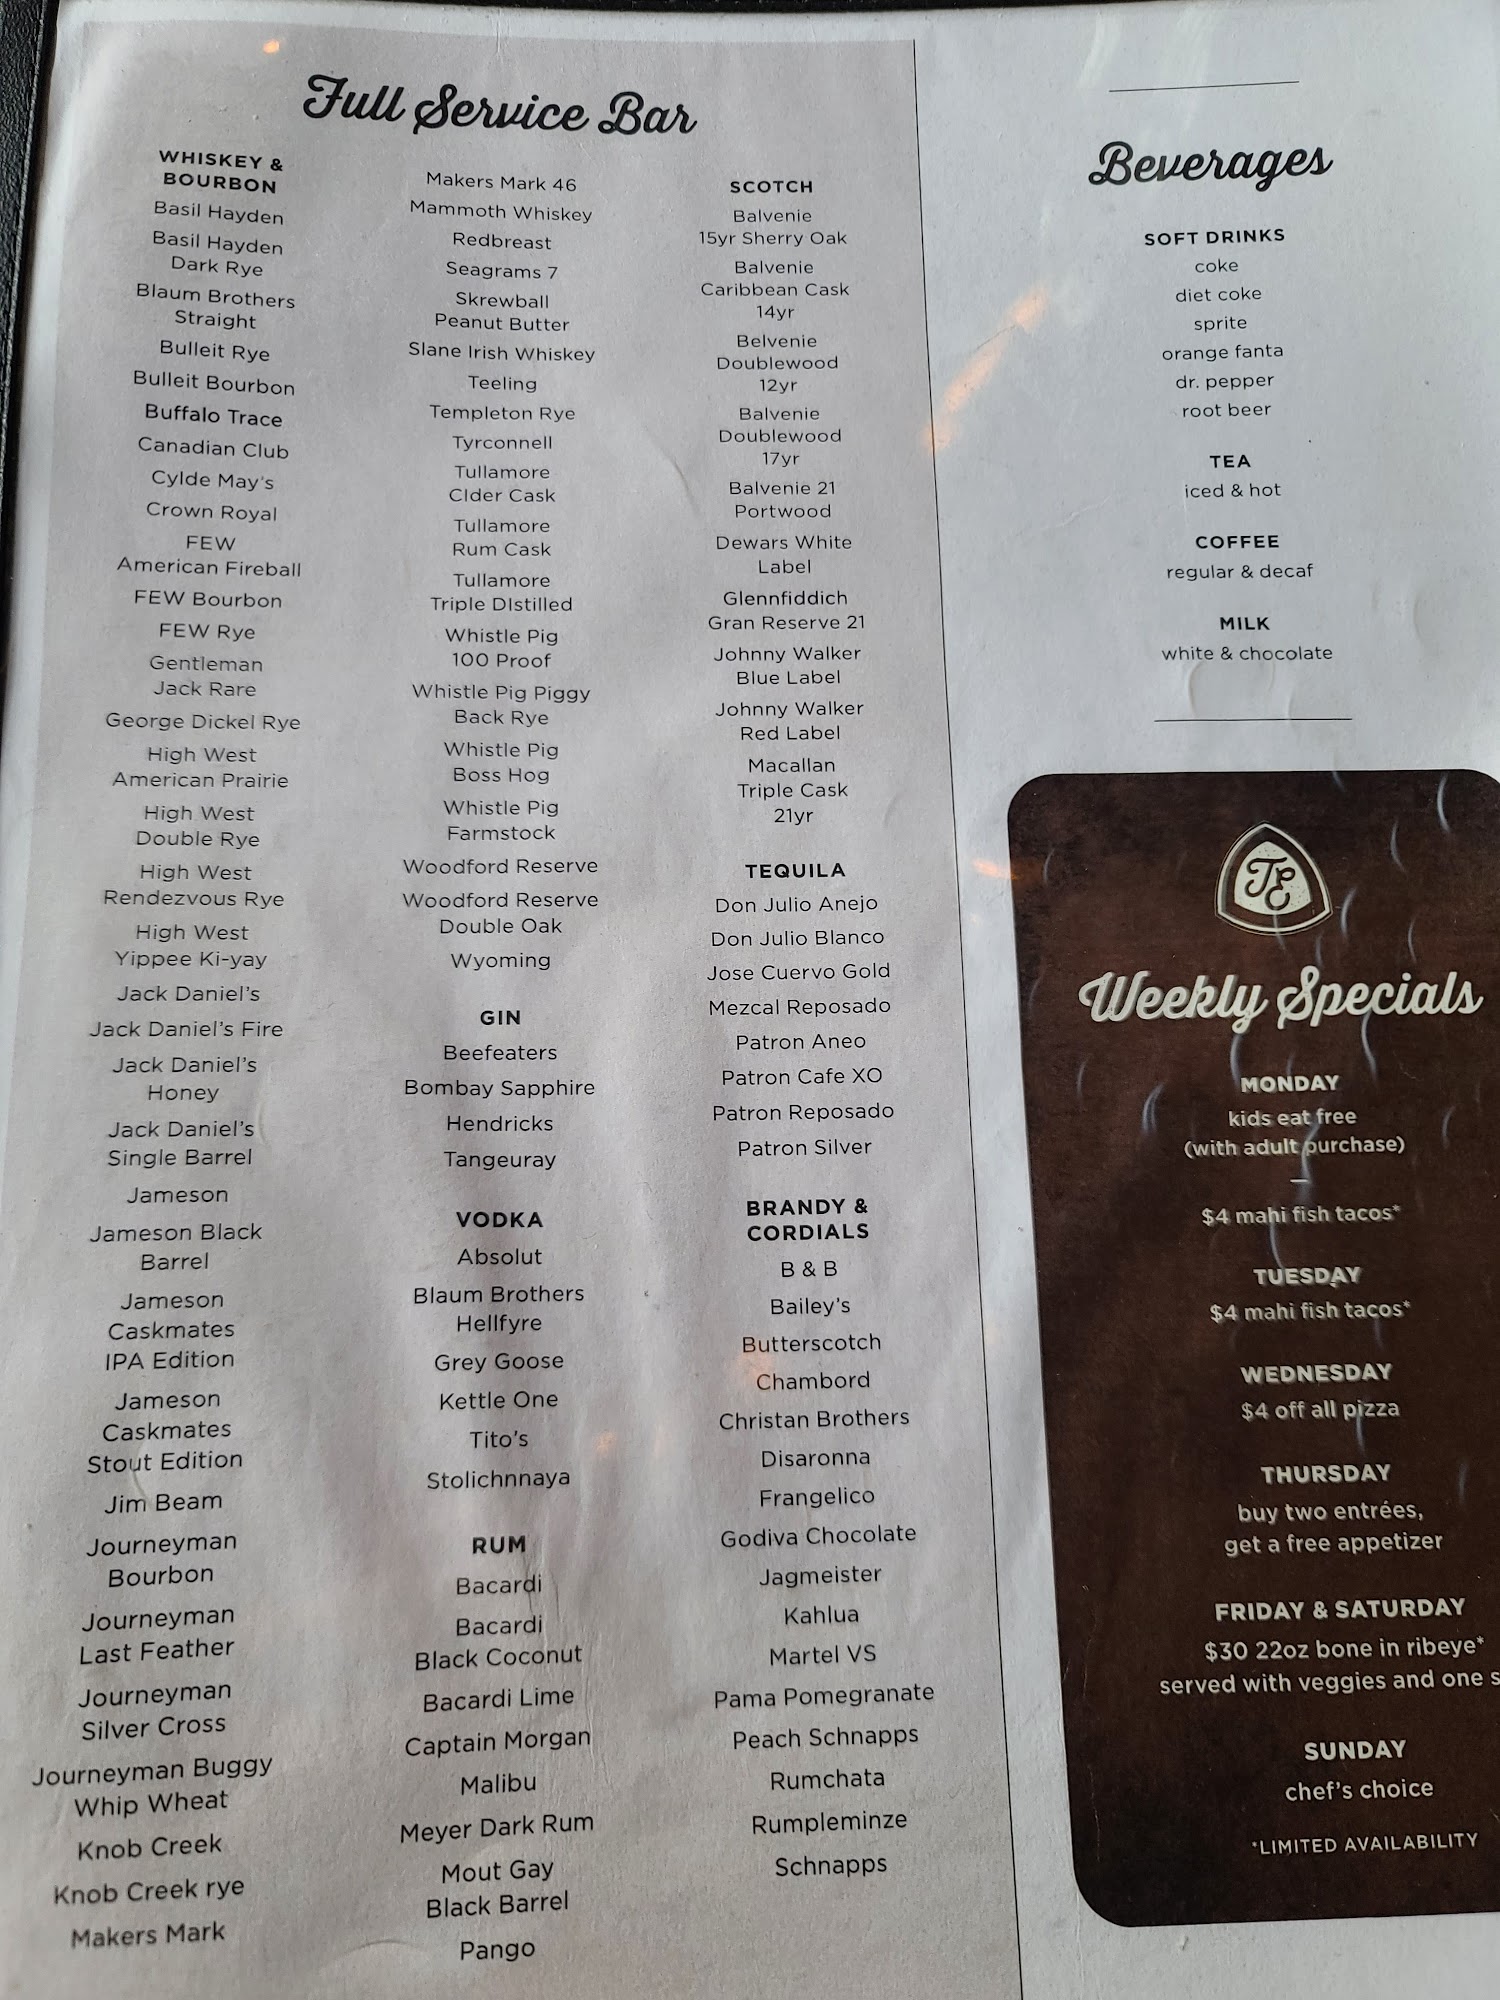 Full Service Bar
WHISKEY &
BOURBON
Basil Hayden
Basil Hayden
Dark Rye
Blaum Brothers
Straight
Bulleit Rye
Bulleit Bourbon
Buffalo Trace
Canadian Club
Cylde May's
Crown Royal
FEW
American Fireball
FEW Bourbon
FEW Rye
Gentleman
Jack Rare
George Dickel Rye
High West
American Prairie
High West
Double Rye
High West
Rendezvous Rye
High West
Yippee Ki-yay
Jack Daniel's
Jack Daniel's Fire
Jack Daniel's
Honey
Jack Daniel's
Single Barrel
Jameson
Jameson Black
Barrel
Jameson
Caskmates
IPA Edition
Jameson
Caskmates
Stout Edition
Jim Beam
Journeyman
Bourbon
Journeyman
Last Feather
Journeyman
Silver Cross
Journeyman Buggy
Whip Wheat
Knob Creek
Knob Creek rye
Makers Mark
Makers Mark 46
Mammoth Whiskey
Redbreast
Seagrams 7
Skrewball
Peanut Butter
Slane Irish Whiskey
Teeling
Templeton Rye
Tyrconnell
Tullamore
CIder Cask
Tullamore
Rum Cask
Tullamore
Triple DIstilled
Whistle Pig
100 Proof
Whistle Pig Piggy
Back Rye
Whistle Pig
Boss Hog
Whistle Pig
Farmstock
Woodford Reserve
Woodford Reserve
Double Oak
Wyoming
GIN
Beefeaters
Bombay Sapphire
Hendricks
Tangeuray
VODKA
Absolut
Blaum Brothers
Hellfyre
Grey Goose
Kettle One
Tito's
Stolichnnaya
RUM
Bacardi
Bacardi
Black Coconut
Bacardi Lime
Captain Morgan
Malibu
Meyer Dark Rum
Mout Gay
Black Barrel
Pango
SCOTCH
Balvenie
15yr Sherry Oak
Balvenie
Caribbean Cask
14yr
Belvenie
Doublewood
12yr
Balvenie
Doublewood
17yr
Balvenie 21
Portwood
Dewars White
Label
Glennfiddich
Gran Reserve 21
Johnny Walker
Blue Label
Johnny Walker
Red Label
Macallan
Triple Cask
21yr
TEQUILA
Don Julio Anejo
Don Julio Blanco
Jose Cuervo Gold
Mezcal Reposado
Patron Aneo
Patron Cafe XO
Patron Reposado
Patron Silver
BRANDY &
CORDIALS
B & B
Bailey's
Butterscotch
Chambord
Christan Brothers
Disaronna
Frangelico
Godiva Chocolate
Jagmeister
Kahlua
Martel VS
Pama Pomegranate
Peach Schnapps
Rumchata
Rumpleminze
Schnapps
Beverages
SOFT DRINKS
coke
diet coke
sprite
orange fanta
dr. pepper
root beer
TEA
iced & hot
COFFEE
regular & decaf
MILK
white & chocolate
TPE
Weekly Specials
MONDAY
kids eat free
(with adult purchase)
–
$4 mahi fish tacos*
TUESDAY
$4 mahi fish tacos*
WEDNESDAY
$4 off all pizza
THURSDAY
buy two entrées,
get a free appetizer
FRIDAY & SATURDAY
$30 22oz bone in ribeye*
served with veggies and one s
SUNDAY
chef's choice
*LIMITED AVAILABILITY